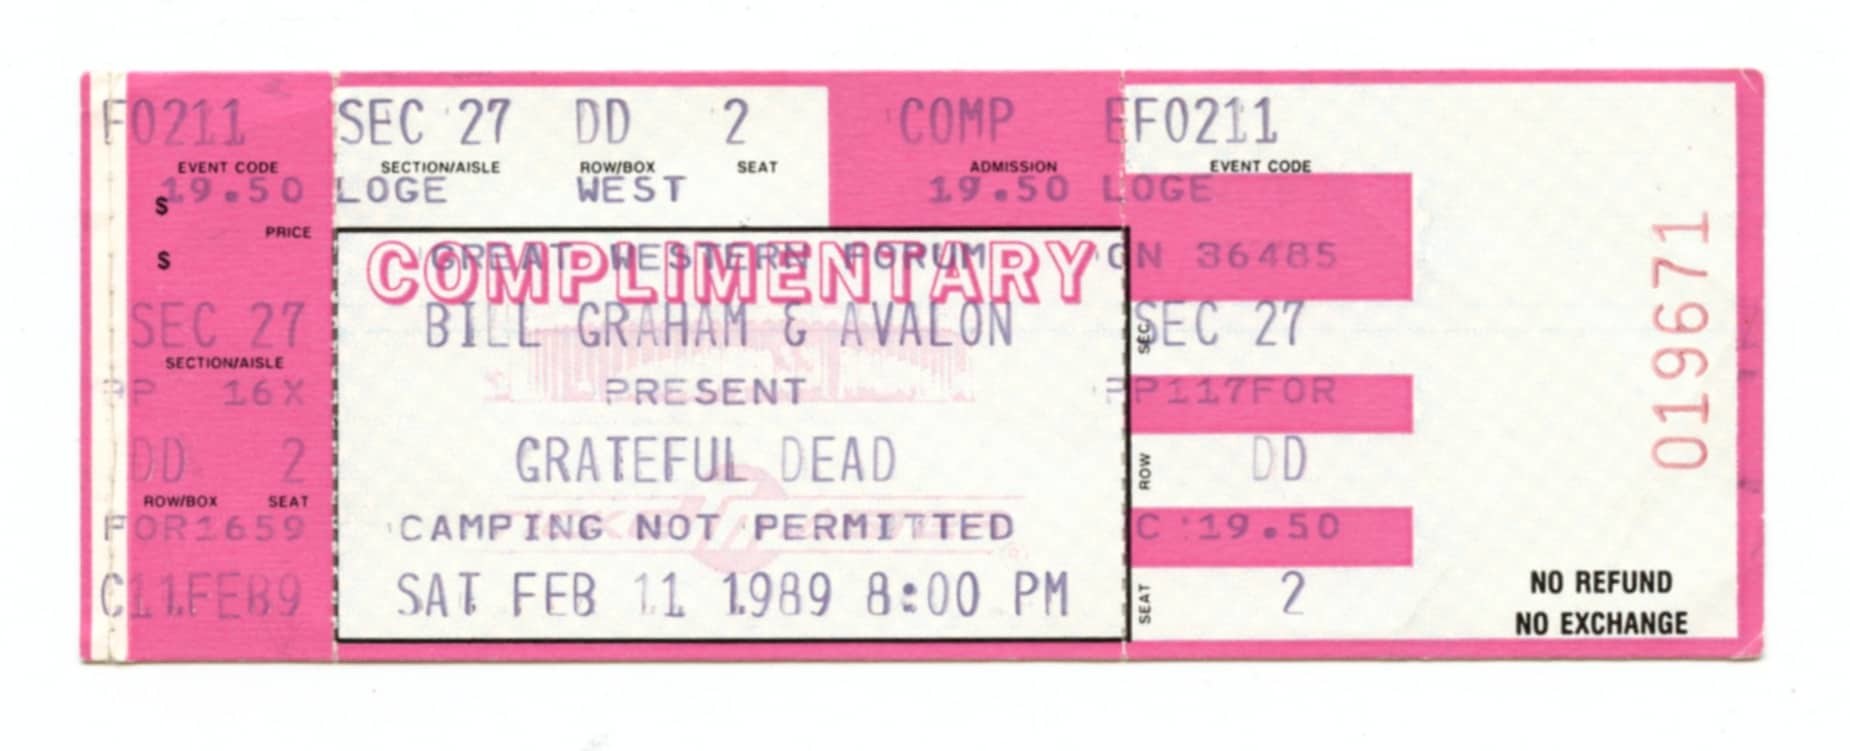 F0211 SEC 27 DD 2 COMP EF0211
EVENT CODE SECTION/AISLE ROW/BOX SEAT ADMISSION EVENT CODE
$ 19.50 LOGE WEST 19.50 LOGE
PRICE
$
COMPLIMENTARY
GREAT WESTERN FORUM CN 36485
SEC 27 BILL GRAHAM & AVALON SEC SEC 27
SECTION/AISLE
PP 16X PRESENT PP117FOR
DD 2 GRATEFUL DEAD ROW DD
ROW/BOX SEAT
FOR1659 CAMPING NOT PERMITTED C 19.50
C11FEB9 SAT FEB 11 1989 8:00 PM SEAT 2
019671
NO REFUND
NO EXCHANGE